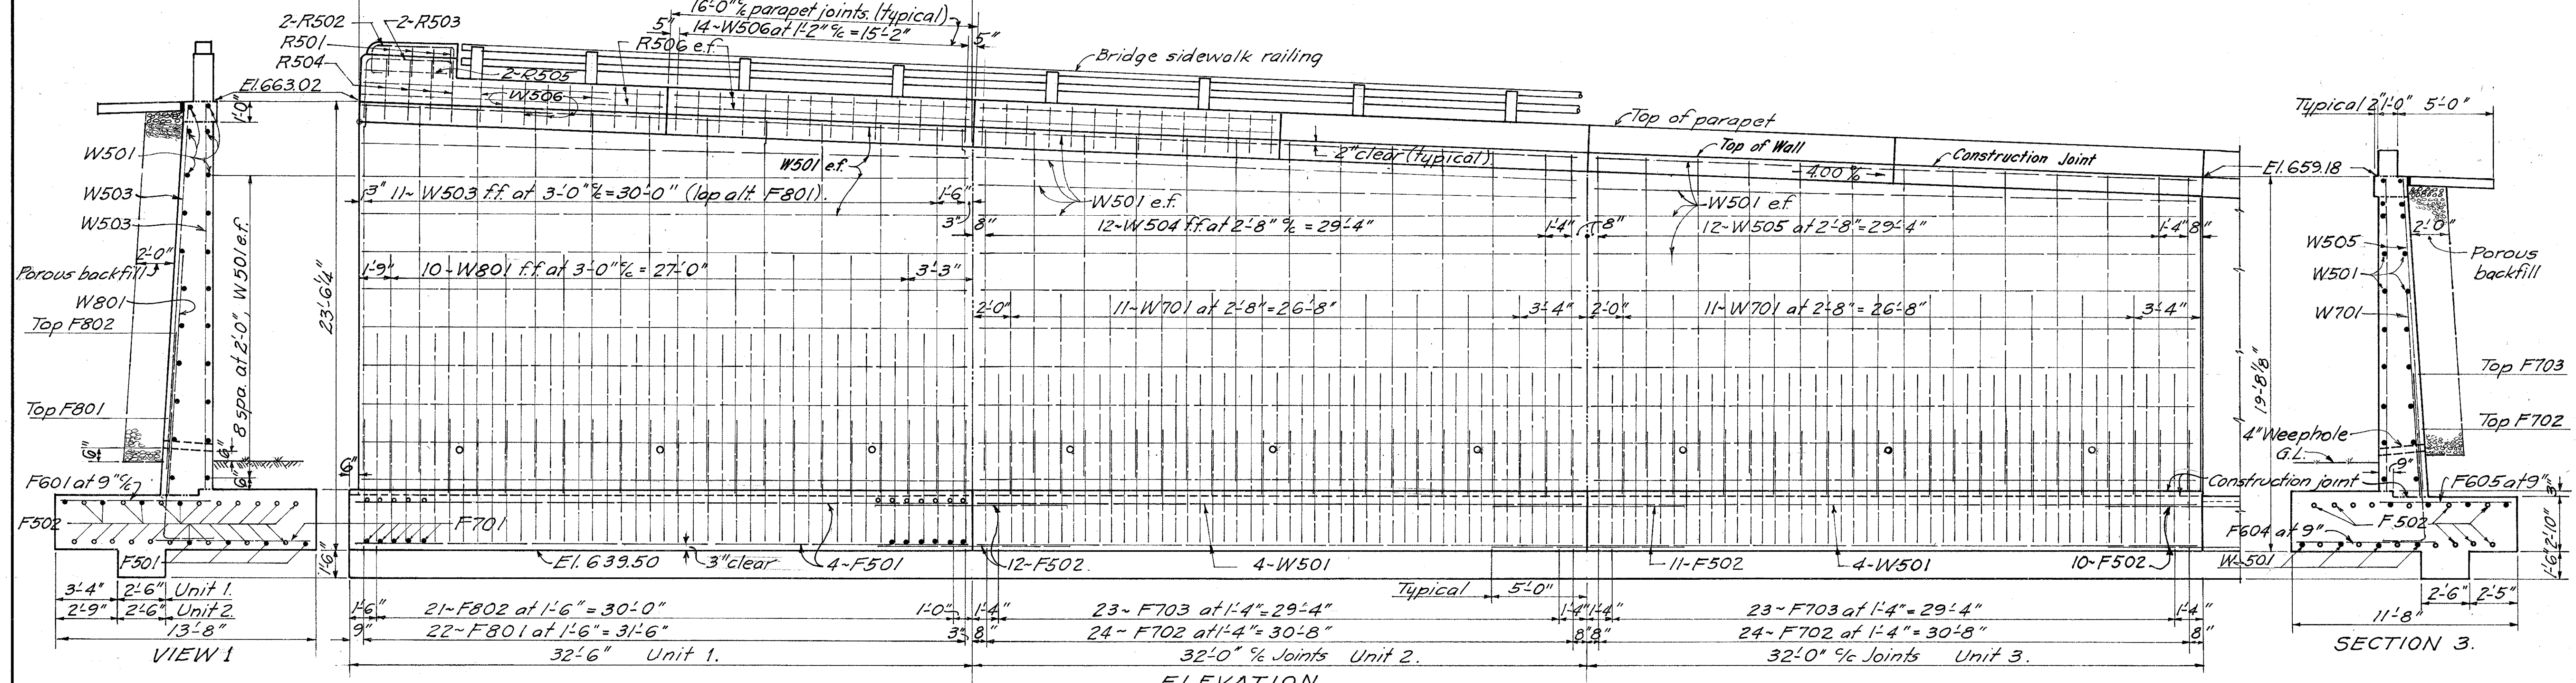 2-R502
2-R503
R501
R504
El. 663.02
1'-0"
W501
W503
W503
2'-0"
Porous backfill
W801
Top F802
Top F801
8 spa. at 2'-0", W501 e.f.
23'-6 1/4"
6"
6"
6"
F601 at 9" c/c
F502
F501
F701
1'-6"
3'-4" 2'-6" Unit 1.
2'-9" 2'-6" Unit 2.
13'-8"
VIEW 1
16'-0" c/c parapet joints. (typical)
14~W506 at 1'-2" c/c = 15'-2"
5"
5"
R506 e.f.
2-R505
W506
Bridge sidewalk railing
Top of parapet
Top of Wall
Construction Joint
4.00 %
2" clear (typical)
W501 e.f.
W501 e.f.
W501 e.f.
3" 11~ W503 f.f. at 3'-0" c/c = 30'-0" (lap alt. F801).
1'-6"
3"
8"
12~W504 f.f. at 2'-8" c/c = 29'-4"
1'-4"
8"
12~W505 at 2'-8" = 29'-4"
1'-4" 8"
1'-9"
10~W801 f.f. at 3'-0" c/c = 27'-0"
3'-3"
2'-0"
11~W701 at 2'-8" = 26'-8"
3'-4"
2'-0"
11~W701 at 2'-8" = 26'-8"
3'-4"
6"
El. 639.50
3" clear
4~F501
12~F502.
4~W501
11~F502
4~W501
10~F502
Typical 5'-0"
1'-6"
21~F802 at 1'-6" = 30'-0"
1'-0"
1'-4"
23~ F703 at 1'-4" = 29'-4"
1'-4" 1'-4"
23~ F703 at 1'-4" = 29'-4"
1'-4"
9"
22~F801 at 1'-6" = 31'-6"
3"
8"
24~ F702 at 1'-4" = 30'-8"
8" 8"
24~ F702 at 1'-4" = 30'-8"
8"
32'-6" Unit 1.
32'-0" c/c Joints Unit 2.
32'-0" c/c Joints Unit 3.
ELEVATION
Typical 2" 1'-0" 5'-0"
El. 659.18
W505
W501
W701
2'-0"
Porous
backfill
Top F703
Top F702
19'-8 1/8"
4" Weephole
G.L.
9"
Construction joint
F605 at 9"
3"
F502
F604 at 9"
W-501
2'-10"
1'-6"
2'-6" 2'-5"
11'-8"
SECTION 3.